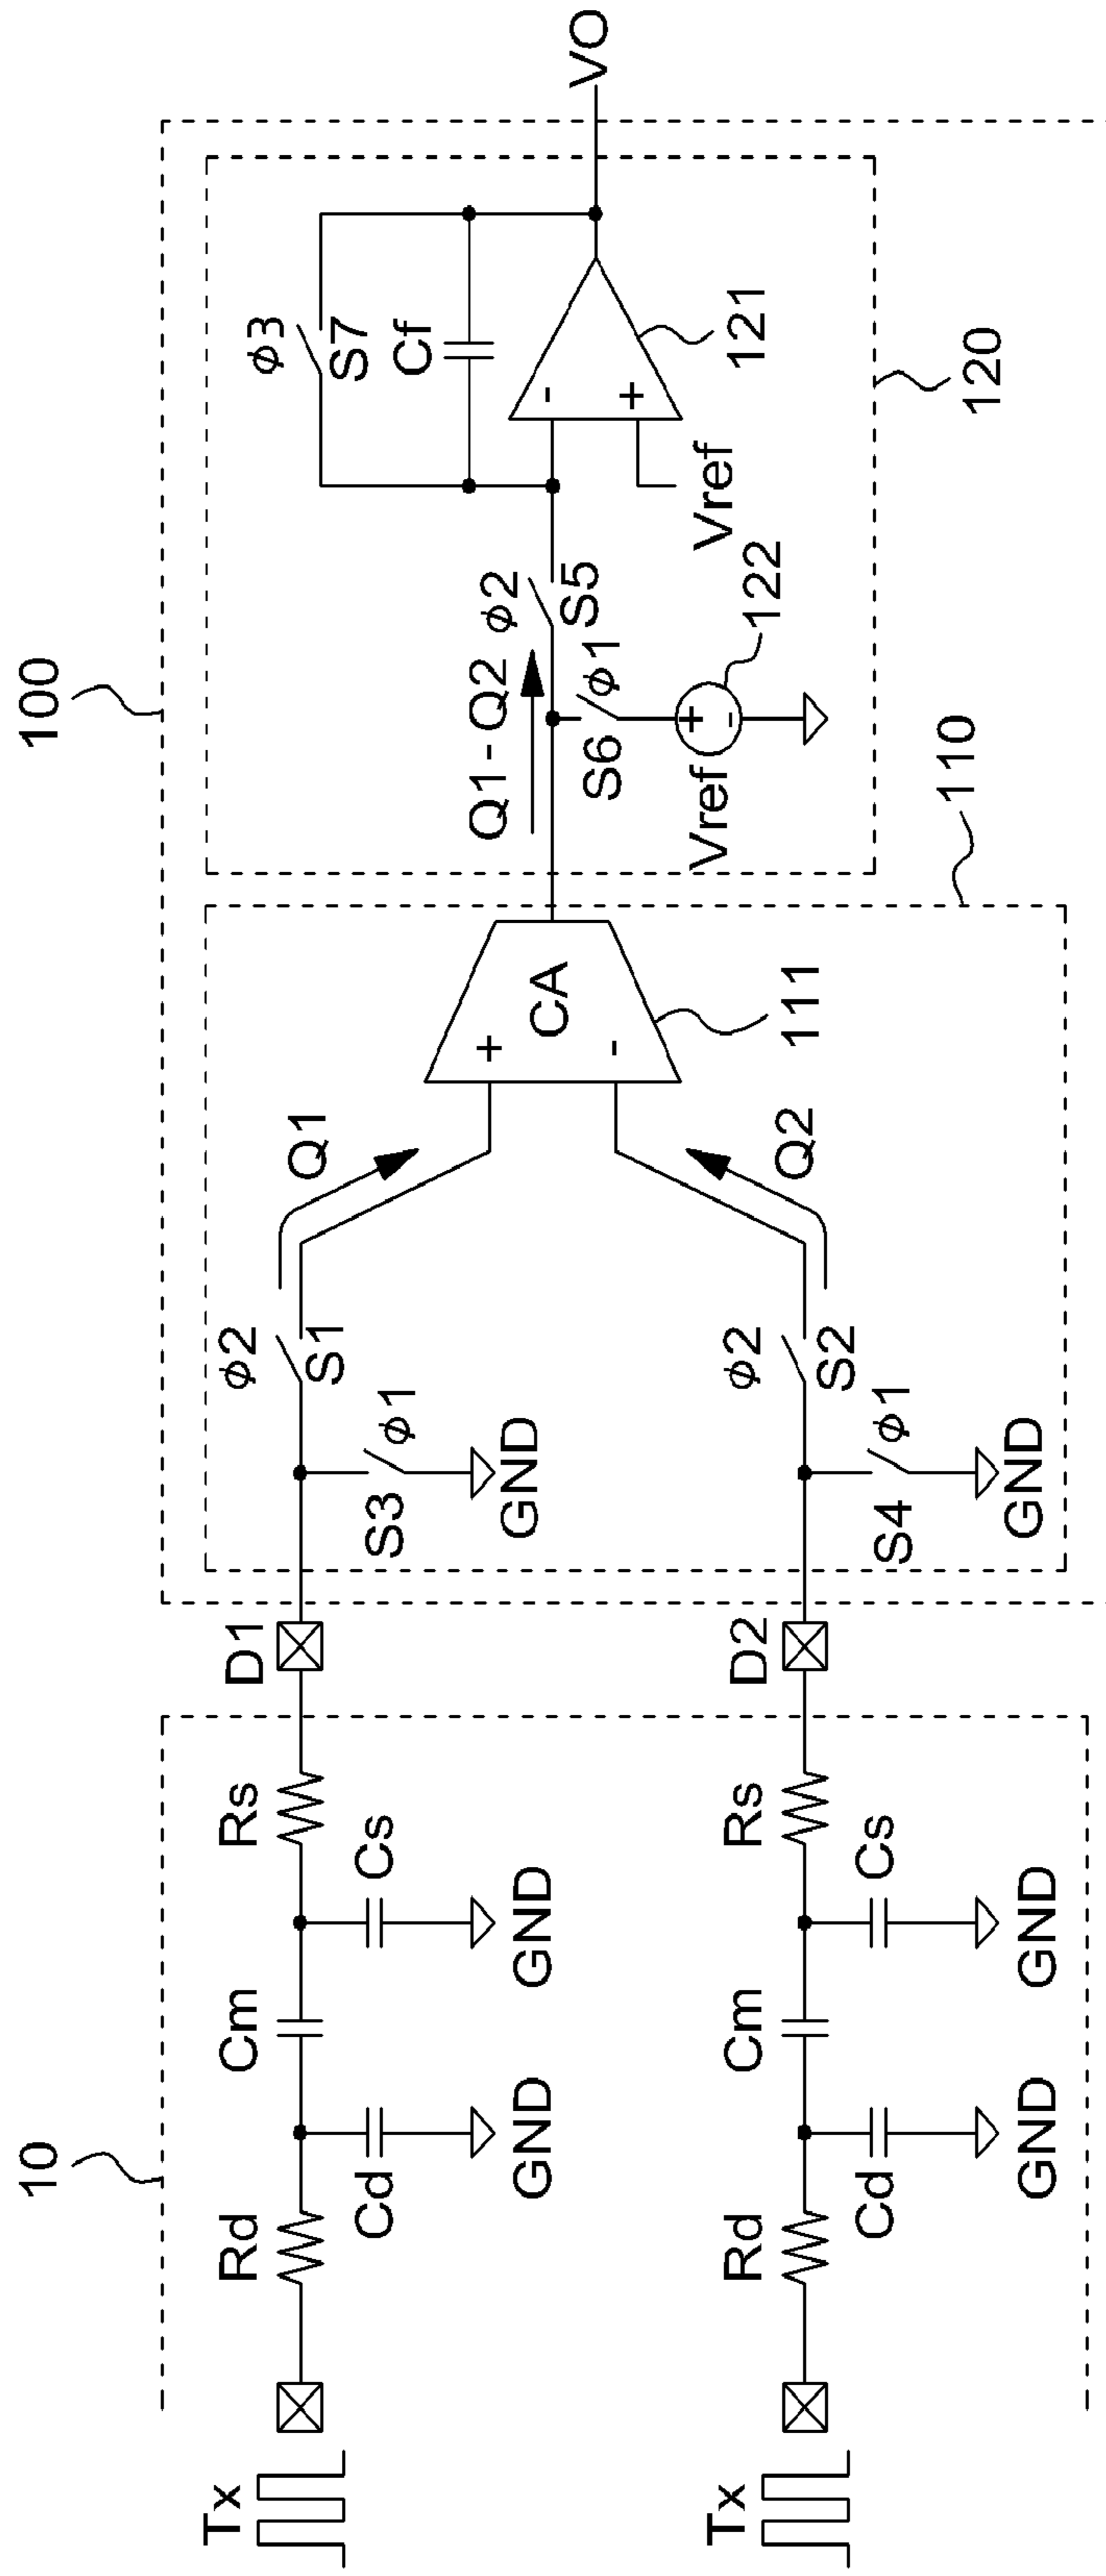 100
10
Tx
Rd
Cd
GND
Cm
Cs
GND
Rs
D1
S3
ϕ1
GND
ϕ2
S1
Q1
+
-
CA
111
Q2
Tx
Rd
Cd
GND
Cm
Cs
GND
Rs
D2
S4
ϕ1
GND
ϕ2
S2
110
Q1-Q2
S6
ϕ1
Vref
+
-
122
ϕ2
S5
Vref
-
+
121
Cf
ϕ3
S7
120
VO